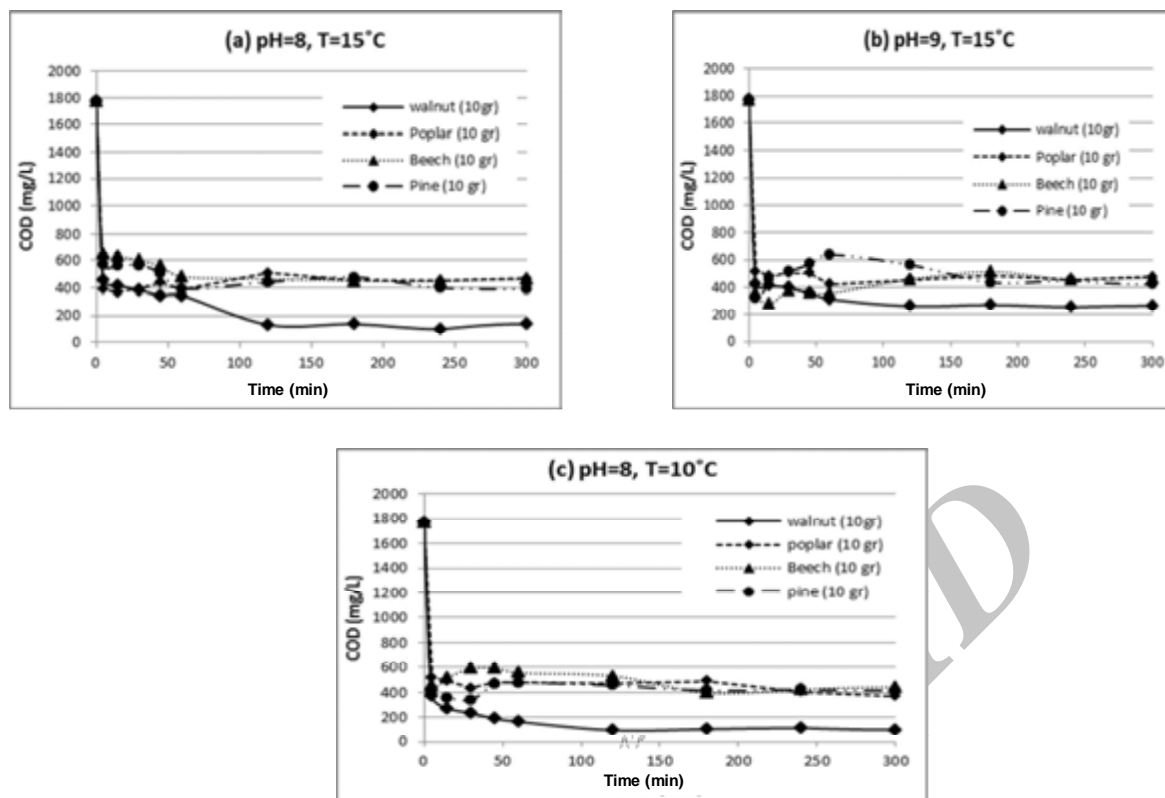 (a) pH=8, T=15˚C
2000
1800
1600
1400
1200
1000
800
600
400
200
0
COD (mg/L)
walnut (10gr)
Poplar (10 gr)
Beech (10 gr)
Pine (10 gr)
0 50 100 150 200 250 300
Time (min)
(b) pH=9, T=15˚C
2000
1800
1600
1400
1200
1000
800
600
400
200
0
COD (mg/L)
walnut (10gr)
Poplar (10 gr)
Beech (10 gr)
Pine (10 gr)
0 50 100 150 200 250 300
Time (min)
(c) pH=8, T=10˚C
2000
1800
1600
1400
1200
1000
800
600
400
200
0
COD (mg/L)
walnut (10gr)
poplar (10 gr)
Beech (10 gr)
pine (10 gr)
0 50 100 150 200 250 300
Time (min)
D